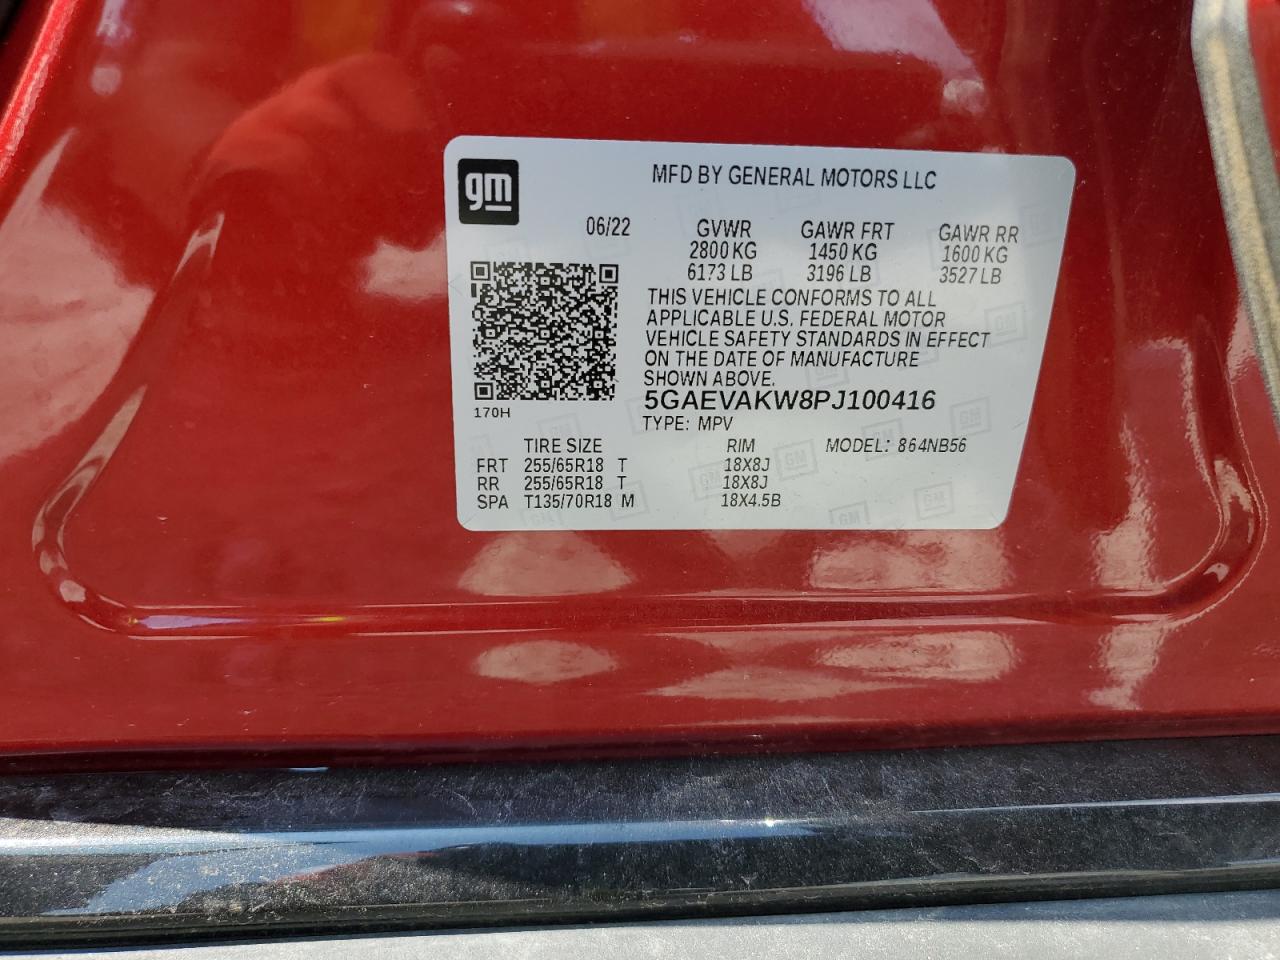 gm
MFD BY GENERAL MOTORS LLC
06/22 GVWR GAWR FRT GAWR RR
2800 KG 1450 KG 1600 KG
6173 LB 3196 LB 3527 LB
THIS VEHICLE CONFORMS TO ALL
APPLICABLE U.S. FEDERAL MOTOR
VEHICLE SAFETY STANDARDS IN EFFECT
ON THE DATE OF MANUFACTURE
SHOWN ABOVE.
170H
5GAEVAKW8PJ100416
TYPE: MPV
TIRE SIZE RIM MODEL: 864NB56
FRT 255/65R18 T 18X8J
RR 255/65R18 T 18X8J
SPA T135/70R18 M 18X4.5B